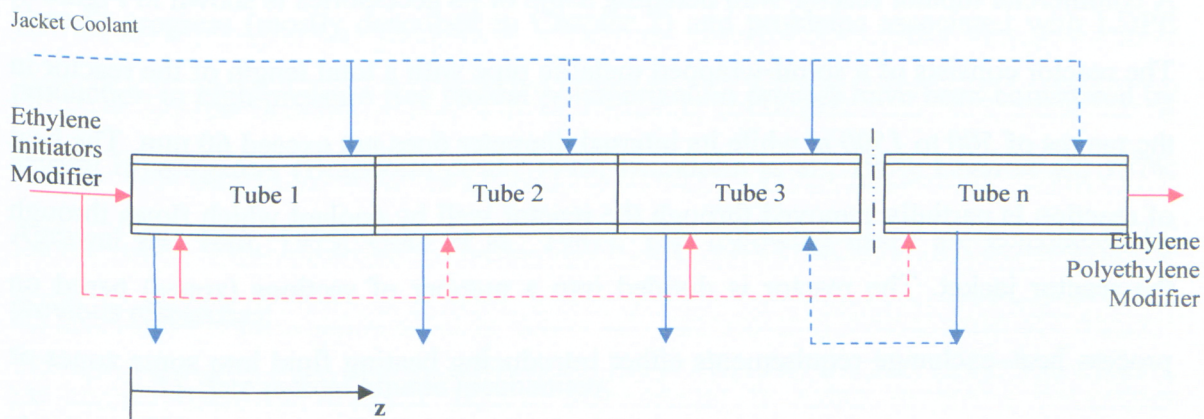 Jacket Coolant
Ethylene
Initiators
Modifier
Tube 1
Tube 2
Tube 3
Tube n
Ethylene
Polyethylene
Modifier
z